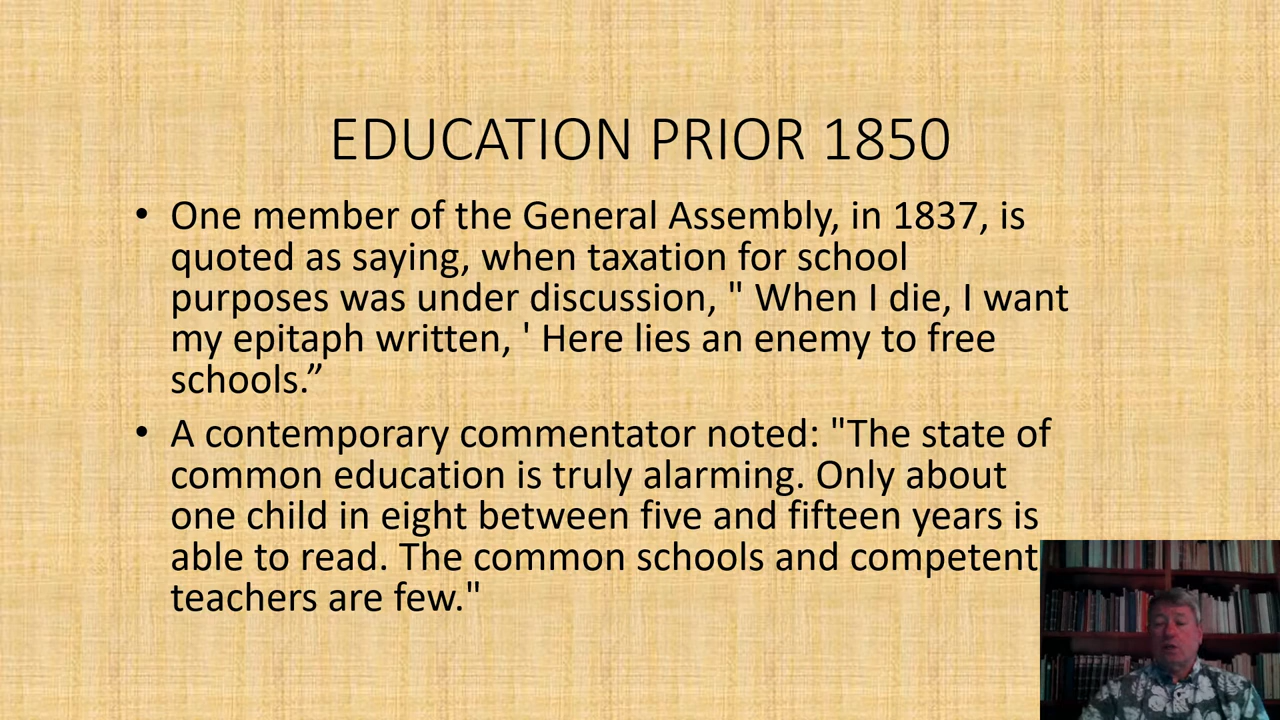 EDUCATION PRIOR 1850
• One member of the General Assembly, in 1837, is
quoted as saying, when taxation for school
purposes was under discussion, " When I die, I want
my epitaph written, ' Here lies an enemy to free
schools.”
• A contemporary commentator noted: "The state of
common education is truly alarming. Only about
one child in eight between five and fifteen years is
able to read. The common schools and competent
teachers are few."